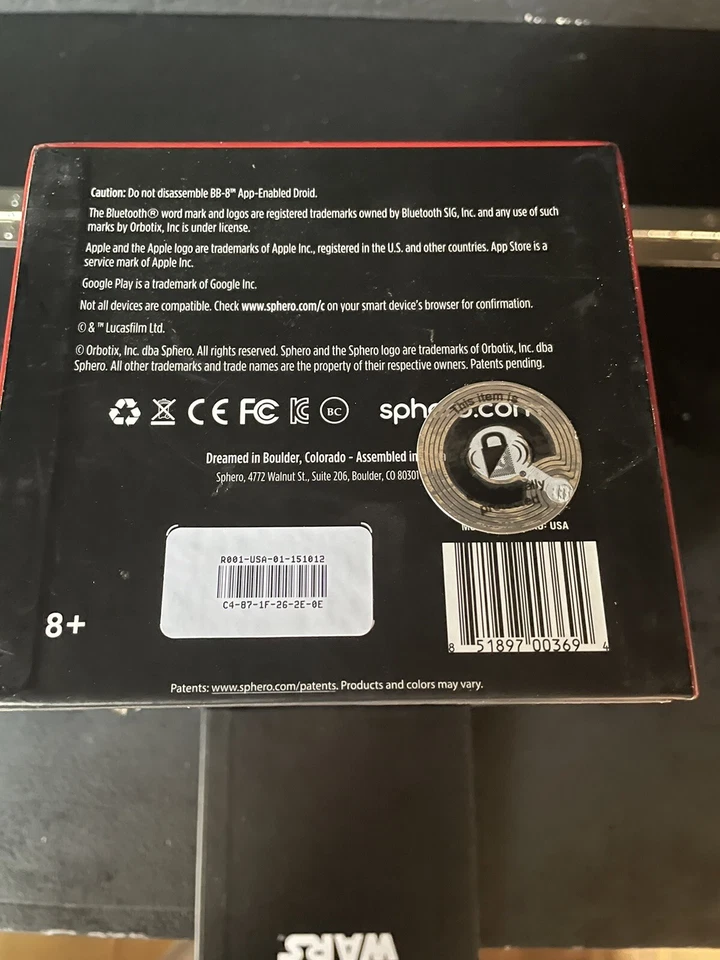 Caution: Do not disassemble BB-8™ App-Enabled Droid.
The Bluetooth® word mark and logos are registered trademarks owned by Bluetooth SIG, Inc. and any use of such
marks by Orbotix, Inc is under license.
Apple and the Apple logo are trademarks of Apple Inc., registered in the U.S. and other countries. App Store is a
service mark of Apple Inc.
Google Play is a trademark of Google Inc.
Not all devices are compatible. Check www.sphero.com/c on your smart device's browser for confirmation.
© & ™ Lucasfilm Ltd.
© Orbotix, Inc. dba Sphero. All rights reserved. Sphero and the Sphero logo are trademarks of Orbotix, Inc. dba
Sphero. All other trademarks and trade names are the property of their respective owners. Patents pending.
CE FC KC BC
This item is
Dreamed in Boulder, Colorado - Assembled in
Sphero, 4772 Walnut St., Suite 206, Boulder, CO 80301
USA
R001-USA-01-151012
C4-87-1F-26-2E-0E
8+
8 51897 00369 4
Patents: www.sphero.com/patents. Products and colors may vary.
WARS